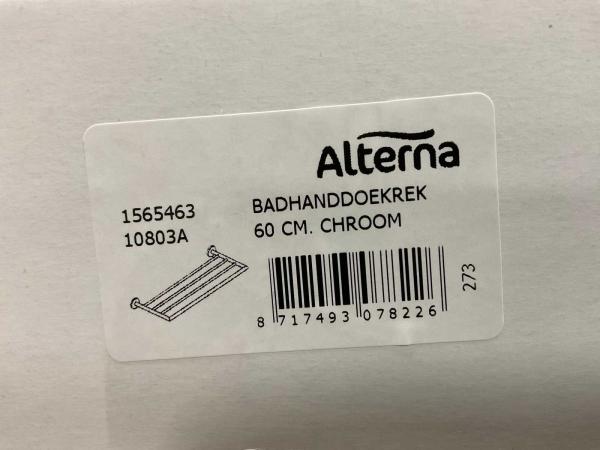 Alterna
1565463
10803A
BADHANDDOEKREK
60 CM. CHROOM
8 717493 078226
273